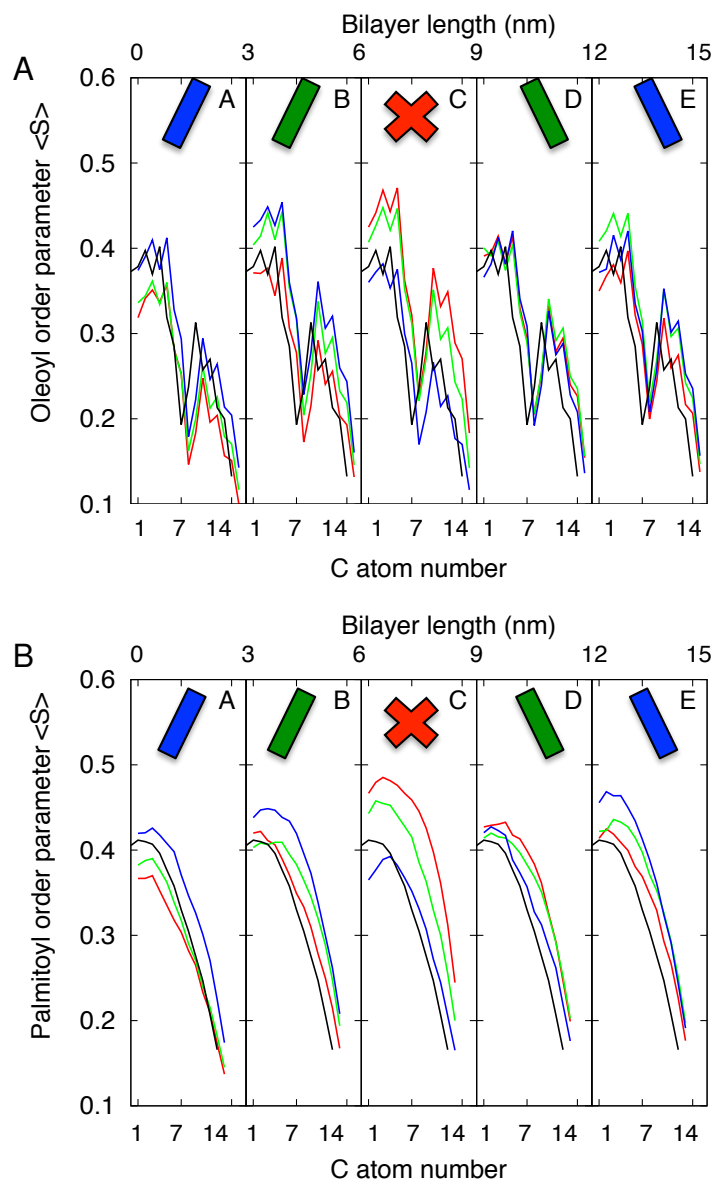 Bilayer length (nm)
0 3 6 9 12 15
A
A B C D E
0.6
0.5
0.4
0.3
0.2
0.1
Oleoyl order parameter <S>
1 7 14 1 7 14 1 7 14 1 7 14 1 7 14
C atom number
Bilayer length (nm)
B
0 3 6 9 12 15
A B C D E
0.6
0.5
0.4
0.3
0.2
0.1
Palmitoyl order parameter <S>
1 7 14 1 7 14 1 7 14 1 7 14 1 7 14
C atom number